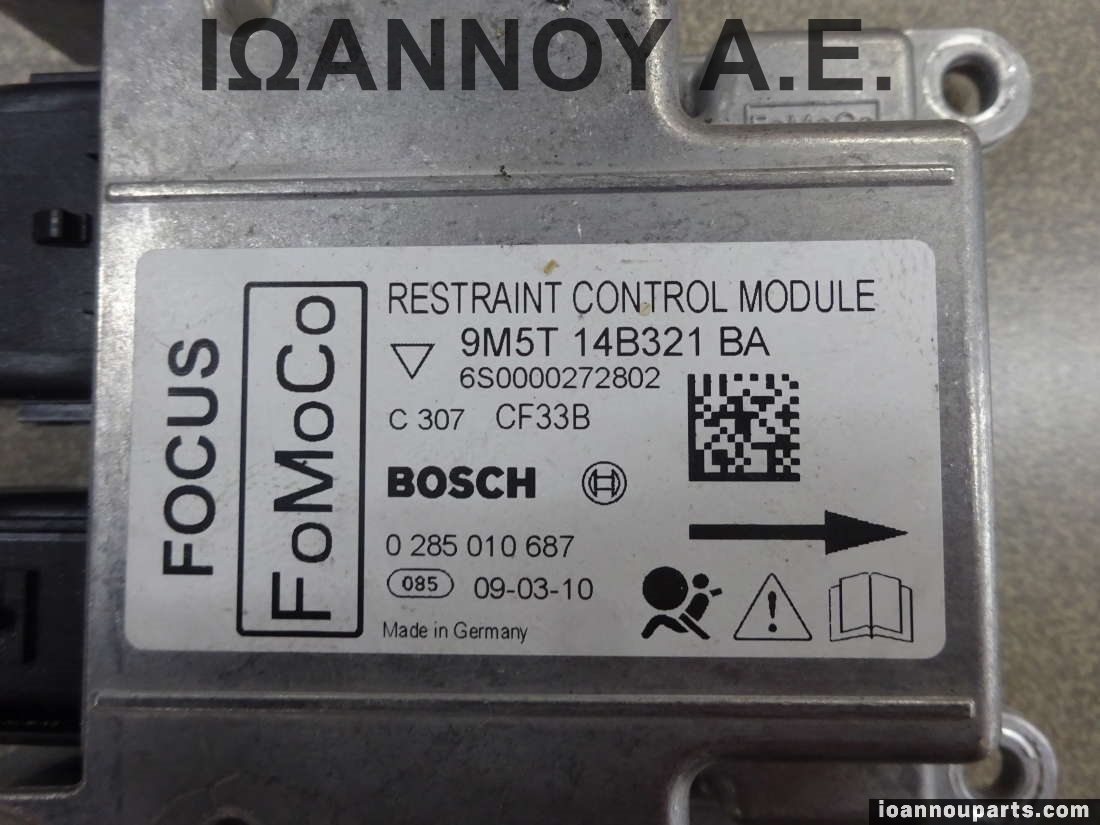 ΙΩΑΝΝΟΥ Α.Ε.
FoMoCo
FOCUS
FoMoCo
RESTRAINT CONTROL MODULE
9M5T 14B321 BA
6S0000272802
C 307 CF33B
BOSCH
0 285 010 687
085 09-03-10
Made in Germany
ioannouparts.com